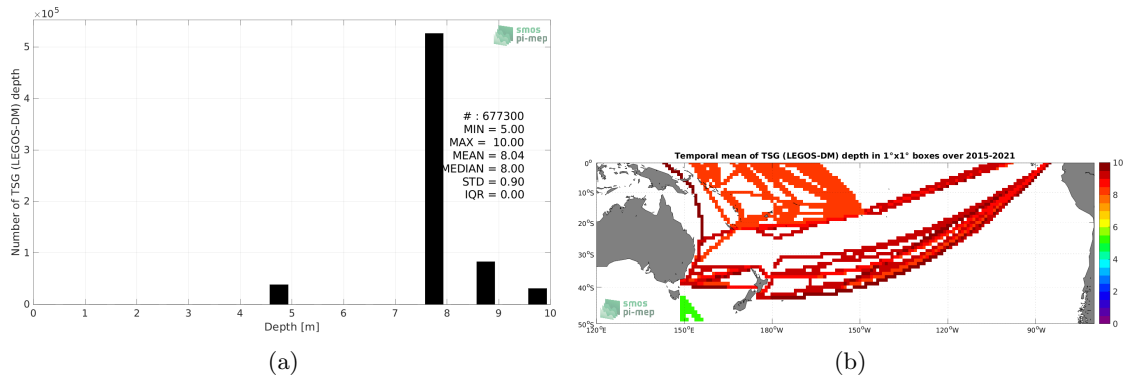 ×10⁵
smos
pi-mep
Number of TSG (LEGOS-DM) depth
5
4
3
2
1
0
# : 677300
MIN = 5.00
MAX = 10.00
MEAN = 8.04
MEDIAN = 8.00
STD = 0.90
IQR = 0.00
0 1 2 3 4 5 6 7 8 9 10
Depth [m]
(a)
Temporal mean of TSG (LEGOS-DM) depth in 1°x1° boxes over 2015-2021
0°
10°S
20°S
30°S
40°S
50°S
120°E 150°E 180°W 150°W 120°W 90°W
smos
pi-mep
10
8
6
4
2
0
(b)